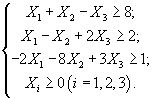 X₁ + X₂ − X₃ ≥ 8;
X₁ − X₂ + 2X₃ ≥ 2;
−2X₁ − 8X₂ + 3X₃ ≥ 1;
Xᵢ ≥ 0 (i = 1,2,3).